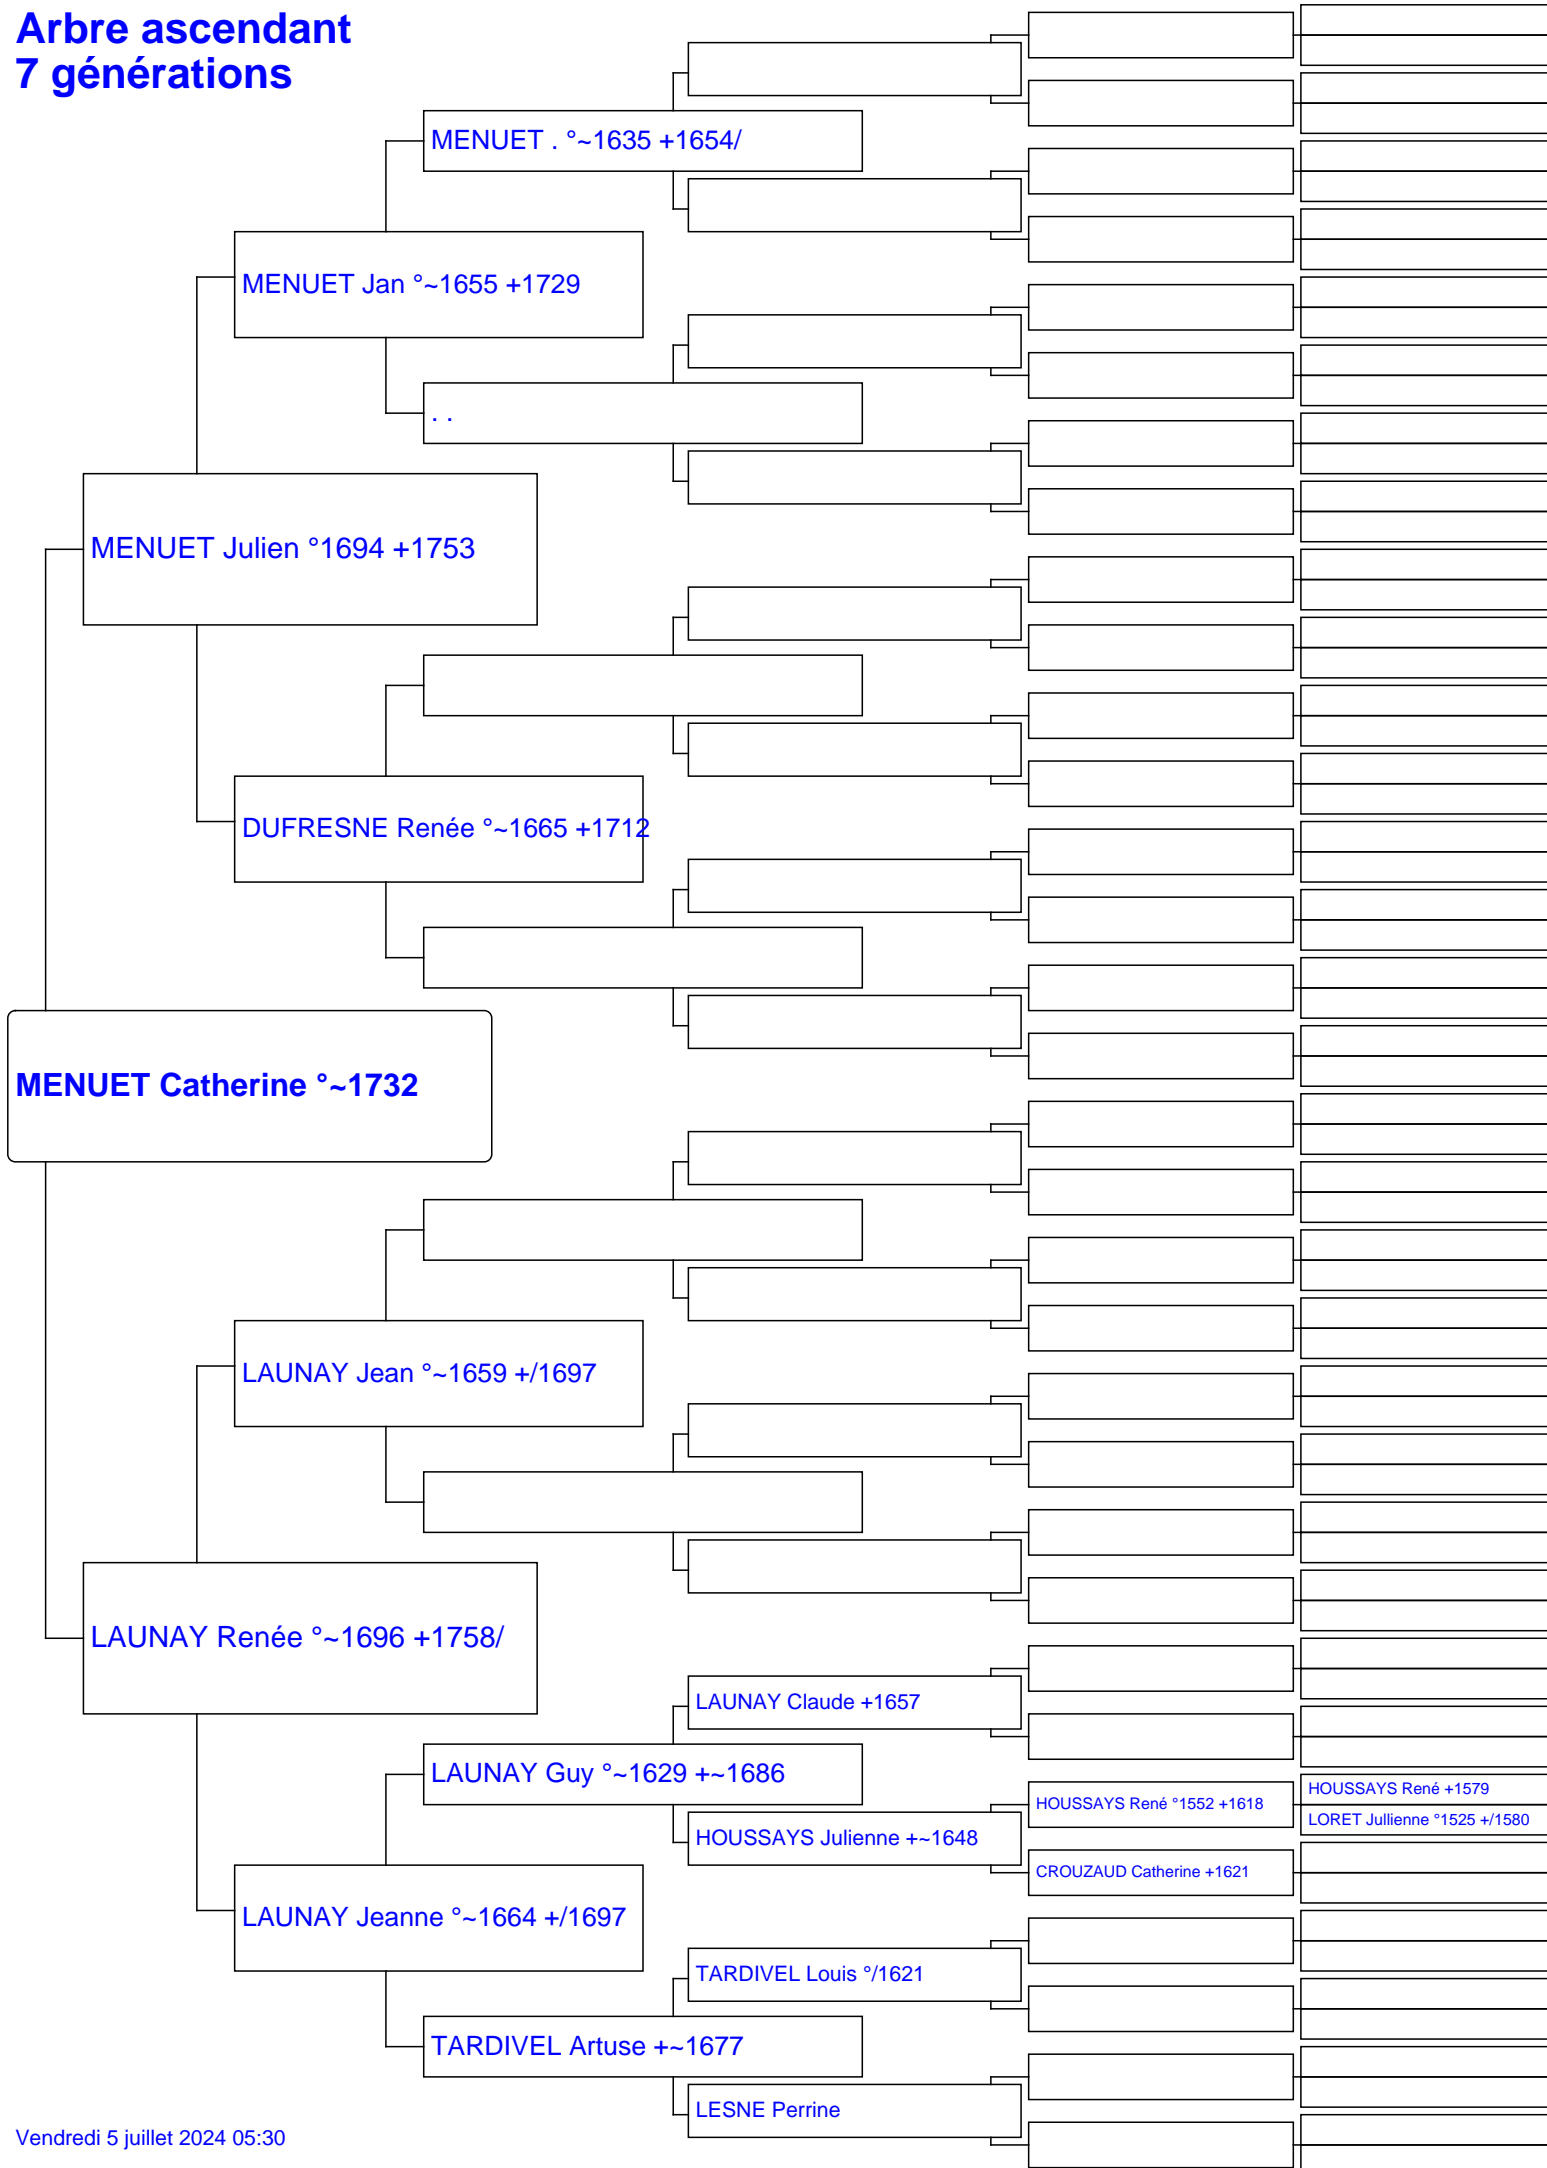 Arbre ascendant
7 générations
MENUET . °~1635 +1654/
MENUET Jan °~1655 +1729
. .
MENUET Julien °1694 +1753
DUFRESNE Renée °~1665 +1712
MENUET Catherine °~1732
LAUNAY Jean °~1659 +/1697
LAUNAY Renée °~1696 +1758/
LAUNAY Claude +1657
LAUNAY Guy °~1629 +~1686
HOUSSAYS René +1579
HOUSSAYS René °1552 +1618
LORET Jullienne °1525 +/1580
HOUSSAYS Julienne +~1648
CROUZAUD Catherine +1621
LAUNAY Jeanne °~1664 +/1697
TARDIVEL Louis °/1621
TARDIVEL Artuse +~1677
LESNE Perrine
Vendredi 5 juillet 2024 05:30